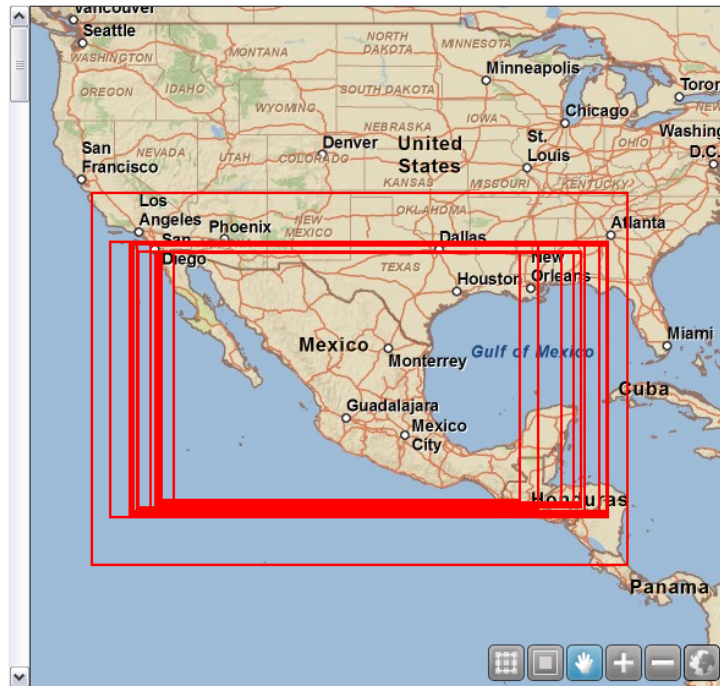 Vancouver
Seattle
WASHINGTON
MONTANA
NORTH
DAKOTA
MINNESOTA
Minneapolis
OREGON
IDAHO
SOUTH DAKOTA
WYOMING
IOWA
Chicago
Toron
NEBRASKA
San
Francisco
NEVADA
UTAH
COLORADO
Denver
United
States
St.
Louis
OHIO
Washing
D.C.
KANSAS
MISSOURI
KENTUCKY
Los
Angeles
Phoenix
NEW
MEXICO
OKLAHOMA
Atlanta
San
Diego
Dallas
TEXAS
Houston
New
Orleans
Mexico
Monterrey
Gulf of Mexico
Miami
Cuba
Guadalajara
Mexico
City
Honduras
Panama